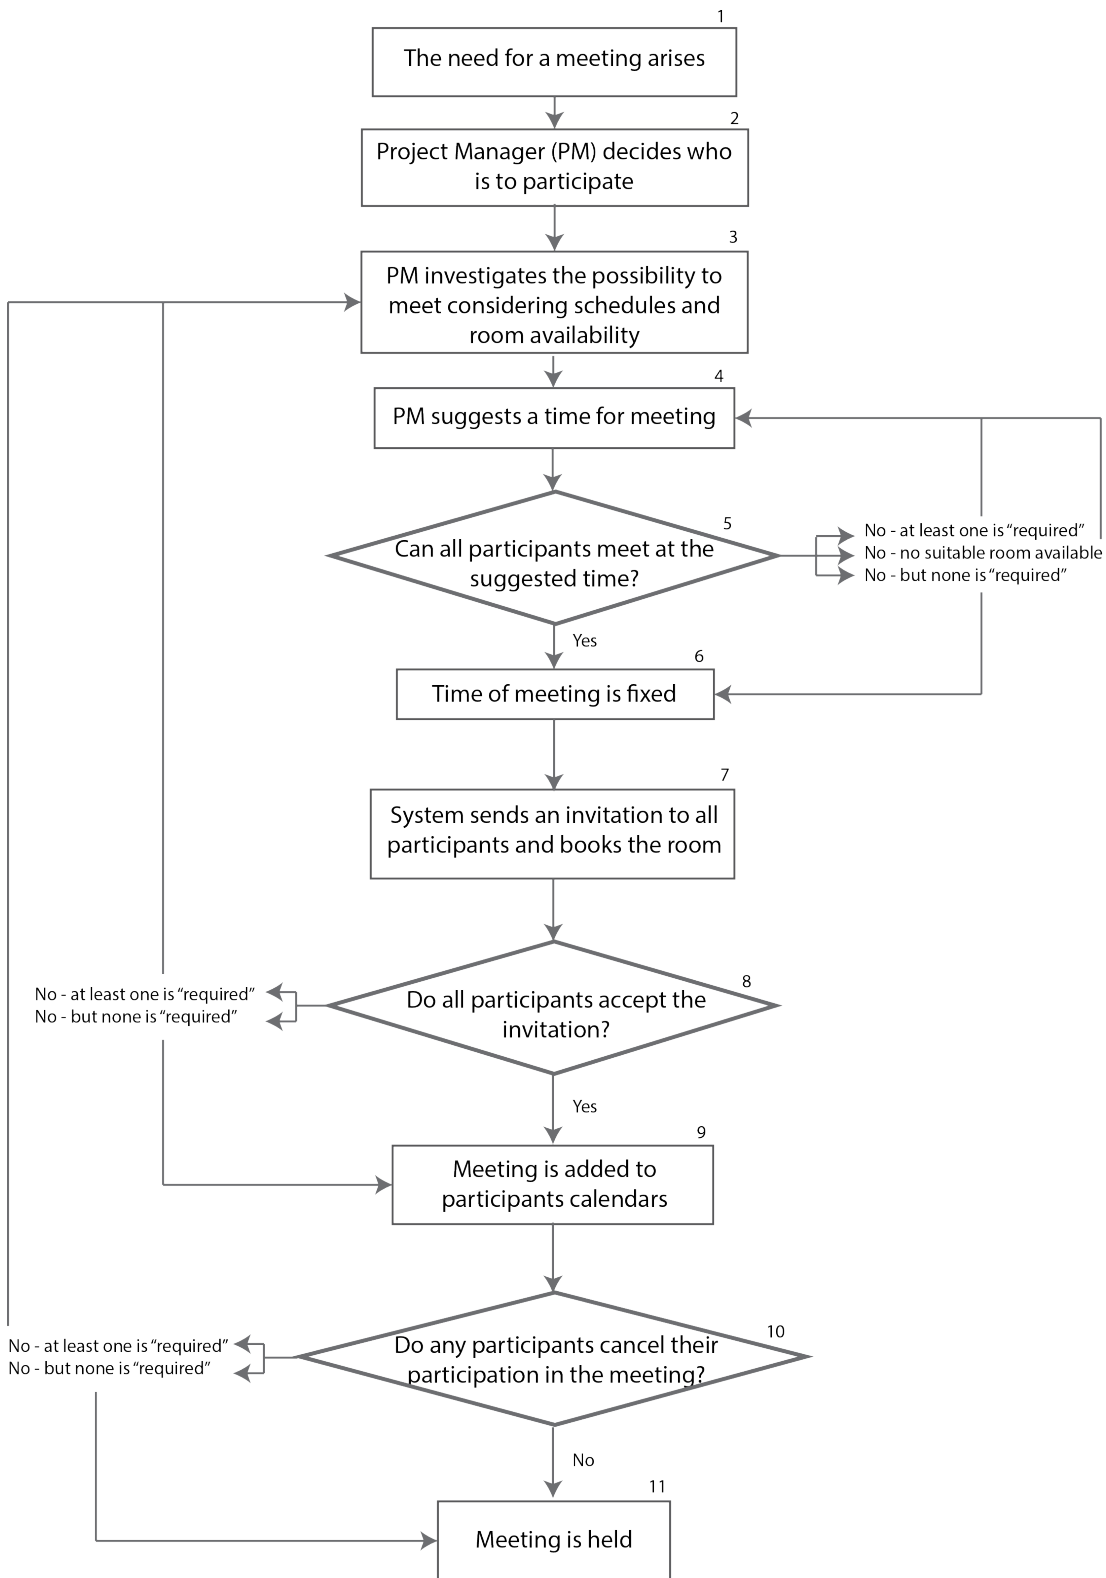 1
The need for a meeting arises
2
Project Manager (PM) decides who
is to participate
3
PM investigates the possibility to
meet considering schedules and
room availability
4
PM suggests a time for meeting
5
Can all participants meet at the
suggested time?
No - at least one is “required”
No - no suitable room available
No - but none is “required”
Yes
6
Time of meeting is fixed
7
System sends an invitation to all
participants and books the room
8
Do all participants accept the
invitation?
No - at least one is “required”
No - but none is “required”
Yes
9
Meeting is added to
participants calendars
10
Do any participants cancel their
participation in the meeting?
No - at least one is “required”
No - but none is “required”
No
11
Meeting is held